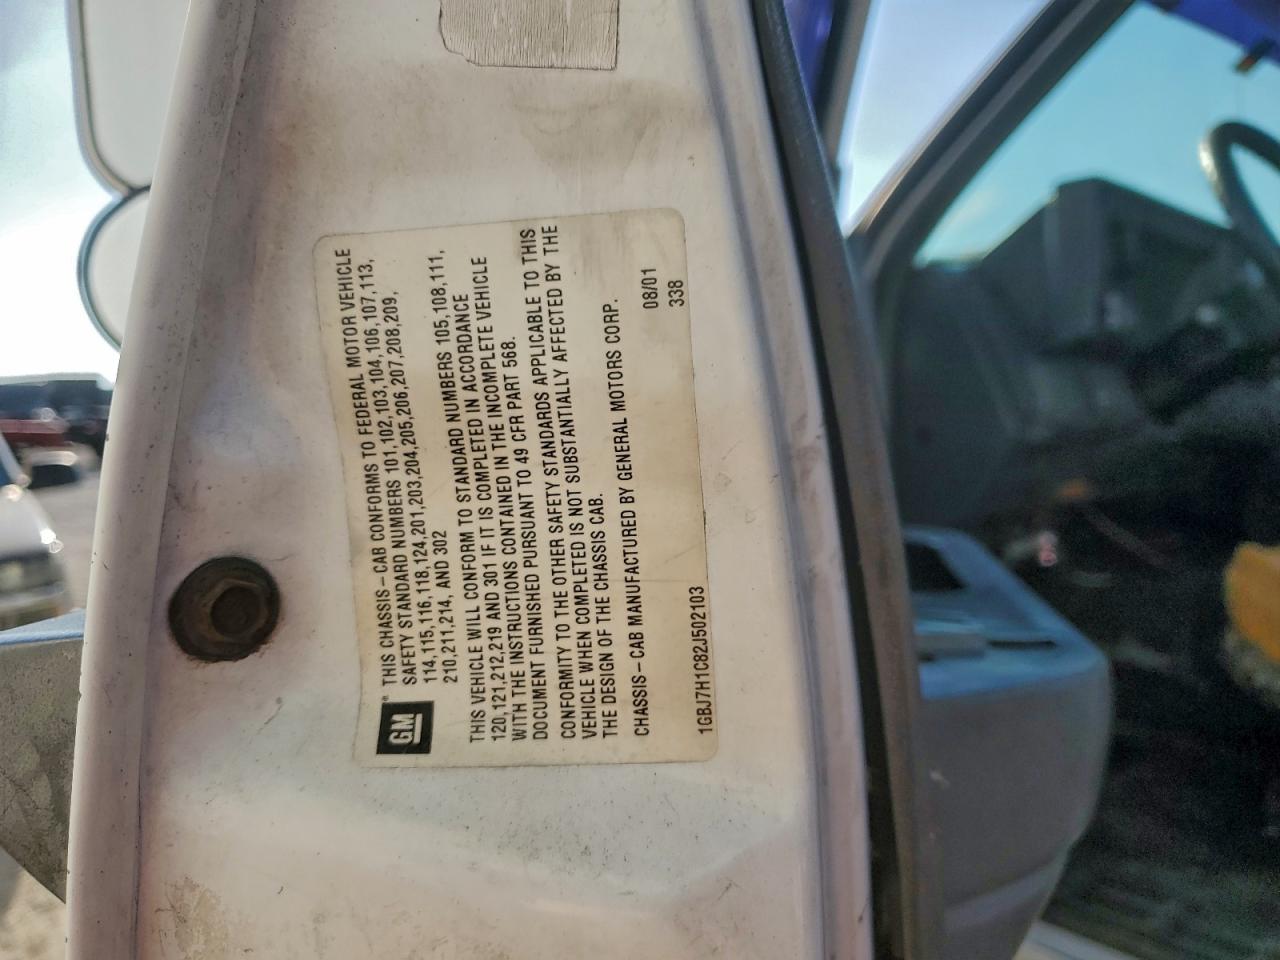 GM
THIS CHASSIS-CAB CONFORMS TO FEDERAL MOTOR VEHICLE
SAFETY STANDARD NUMBERS 101,102,103,104,106,107,113,
114,115,116,118,124,201,203,204,205,206,207,208,209,
210,211,214, AND 302
THIS VEHICLE WILL CONFORM TO STANDARD NUMBERS 105,108,111,
120,121,212,219 AND 301 IF IT IS COMPLETED IN ACCORDANCE
WITH THE INSTRUCTIONS CONTAINED IN THE INCOMPLETE VEHICLE
DOCUMENT FURNISHED PURSUANT TO 49 CFR PART 568.
CONFORMITY TO THE OTHER SAFETY STANDARDS APPLICABLE TO THIS
VEHICLE WHEN COMPLETED IS NOT SUBSTANTIALLY AFFECTED BY THE
THE DESIGN OF THE CHASSIS CAB.
CHASSIS-CAB MANUFACTURED BY GENERAL MOTORS CORP.
08/01
338
1GBJ7H1C82J502103